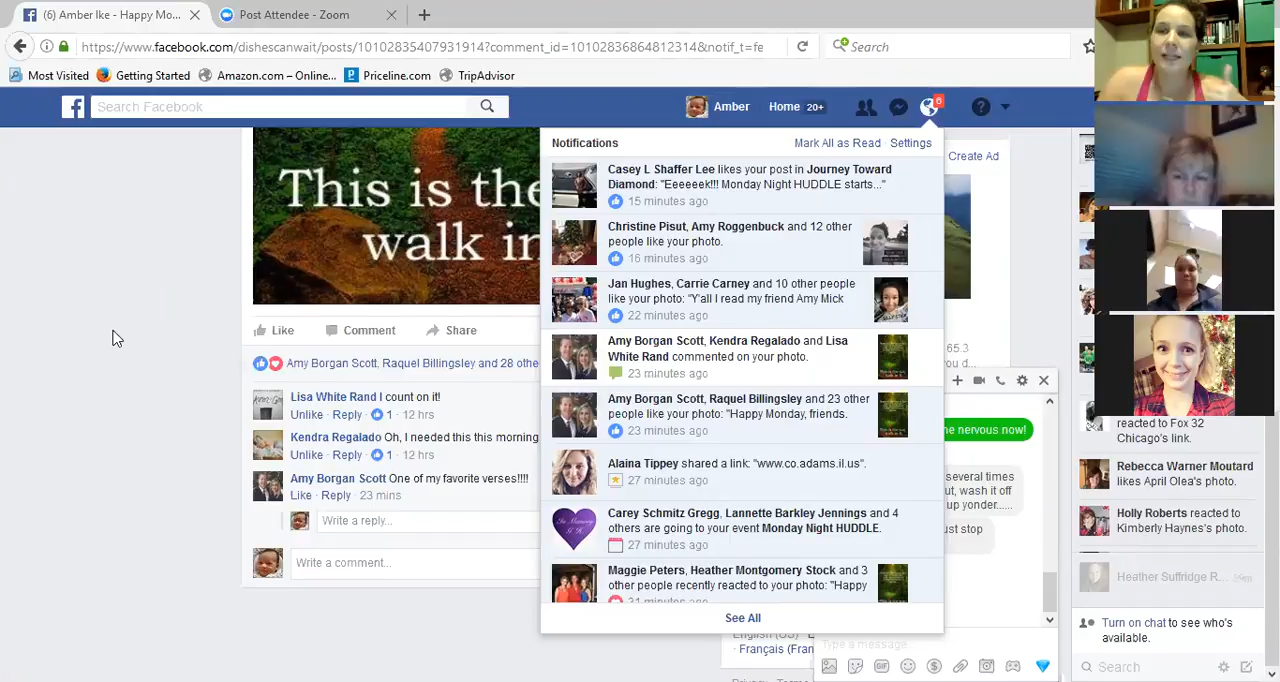 (6) Amber Ike - Happy Mo...
Post Attendee - Zoom
https://www.facebook.com/dishescanwait/posts/10102835407931914?comment_id=10102836864812314&notif_t=fe
Search
Most Visited
Getting Started
Amazon.com – Online...
Priceline.com
TripAdvisor
Search Facebook
Amber
Home 20+
6
This is the
walk in
Like
Comment
Share
Amy Borgan Scott, Raquel Billingsley and 28 othe
Lisa White Rand I count on it!
Unlike · Reply · 1 · 12 hrs
Kendra Regalado Oh, I needed this this morning
Unlike · Reply · 1 · 12 hrs
Amy Borgan Scott One of my favorite verses!!!!
Like · Reply · 23 mins
Write a reply...
Write a comment...
Notifications
Mark All as Read · Settings
Casey L Shaffer Lee likes your post in Journey Toward
Diamond: "Eeeeeek!!! Monday Night HUDDLE starts..."
15 minutes ago
Christine Pisut, Amy Roggenbuck and 12 other
people like your photo.
16 minutes ago
Jan Hughes, Carrie Carney and 10 other people
like your photo: "Y'all I read my friend Amy Mick
22 minutes ago
Amy Borgan Scott, Kendra Regalado and Lisa
White Rand commented on your photo.
23 minutes ago
Amy Borgan Scott, Raquel Billingsley and 23 other
people like your photo: "Happy Monday, friends.
23 minutes ago
Alaina Tippey shared a link: "www.co.adams.il.us".
27 minutes ago
Carey Schmitz Gregg, Lannette Barkley Jennings and 4
others are going to your event Monday Night HUDDLE.
27 minutes ago
Maggie Peters, Heather Montgomery Stock and 3
other people recently reacted to your photo: "Happy
31 minutes ago
See All
Create Ad
65.3
u d...
ne nervous now!
several times
ut, wash it off
up yonder.....
ust stop
English (US)
· Français (Fran
Type a message...
GIF
reacted to Fox 32
Chicago's link.
Rebecca Warner Moutard
likes April Olea's photo.
Holly Roberts reacted to
Kimberly Haynes's photo.
Heather Suffridge R...
Turn on chat to see who's
available.
Search